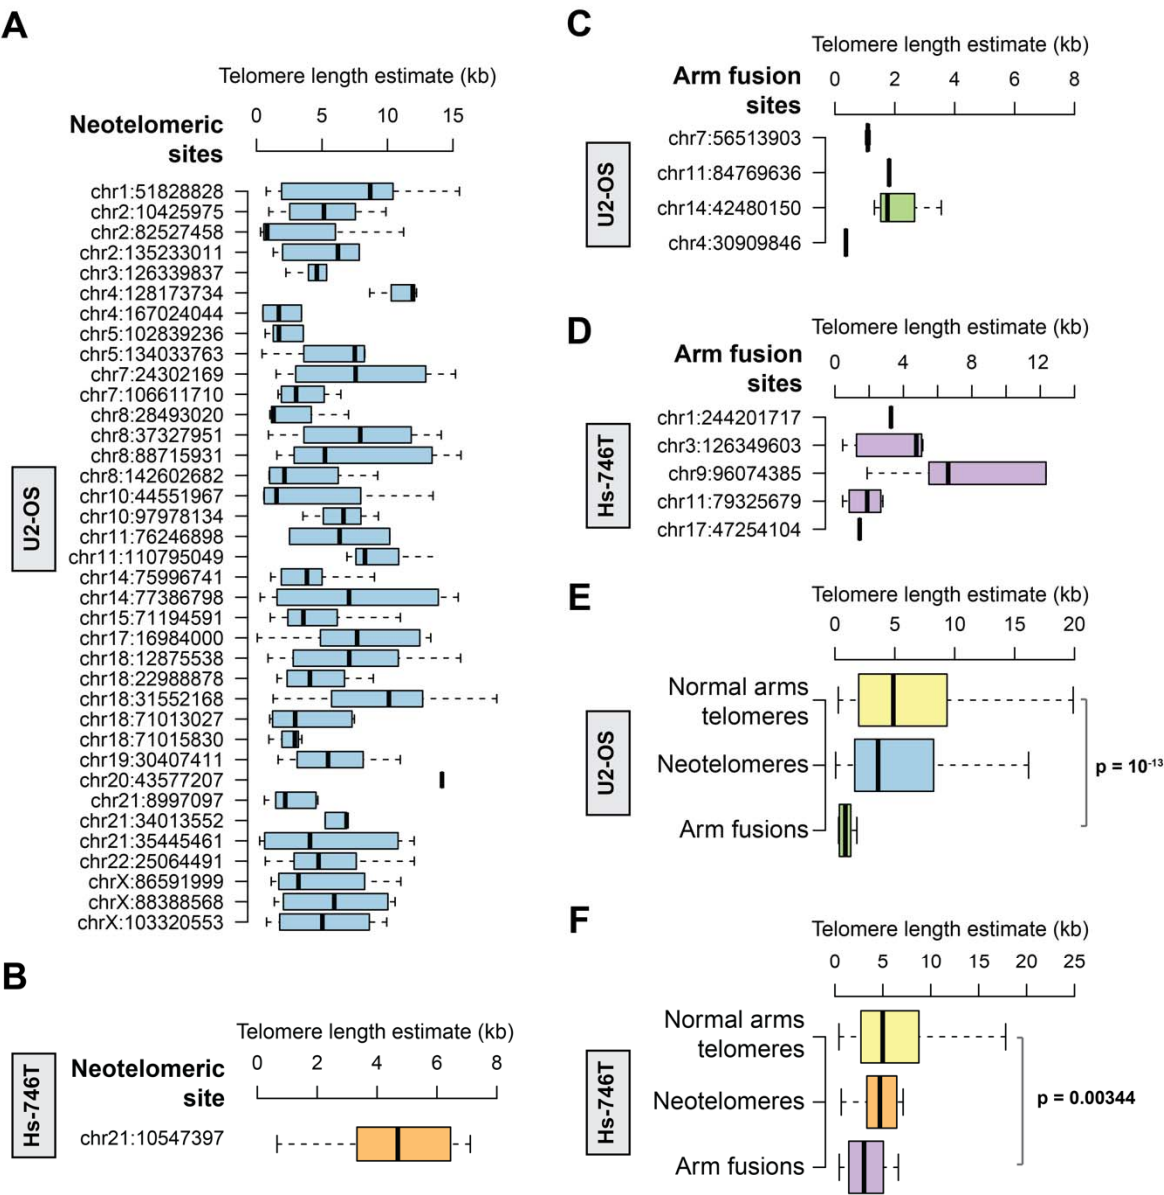 A
Telomere length estimate (kb)
Neotelomeric
sites
0 5 10 15
U2-OS
chr1:51828828
chr2:10425975
chr2:82527458
chr2:135233011
chr3:126339837
chr4:128173734
chr4:167024044
chr5:102839236
chr5:134033763
chr7:24302169
chr7:106611710
chr8:28493020
chr8:37327951
chr8:88715931
chr8:142602682
chr10:44551967
chr10:97978134
chr11:76246898
chr11:110795049
chr14:75996741
chr14:77386798
chr15:71194591
chr17:16984000
chr18:12875538
chr18:22988878
chr18:31552168
chr18:71013027
chr18:71015830
chr19:30407411
chr20:43577207
chr21:8997097
chr21:34013552
chr21:35445461
chr22:25064491
chrX:86591999
chrX:88388568
chrX:103320553
B
Telomere length estimate (kb)
Neotelomeric
site
0 2 4 6 8
Hs-746T
chr21:10547397
C
Telomere length estimate (kb)
Arm fusion
sites
0 2 4 6 8
U2-OS
chr7:56513903
chr11:84769636
chr14:42480150
chr4:30909846
D
Telomere length estimate (kb)
Arm fusion
sites
0 4 8 12
Hs-746T
chr1:244201717
chr3:126349603
chr9:96074385
chr11:79325679
chr17:47254104
E
Telomere length estimate (kb)
0 5 10 15 20
U2-OS
Normal arms
telomeres
Neotelomeres
Arm fusions
p = 10-13
F
Telomere length estimate (kb)
0 5 10 15 20 25
Hs-746T
Normal arms
telomeres
Neotelomeres
Arm fusions
p = 0.00344